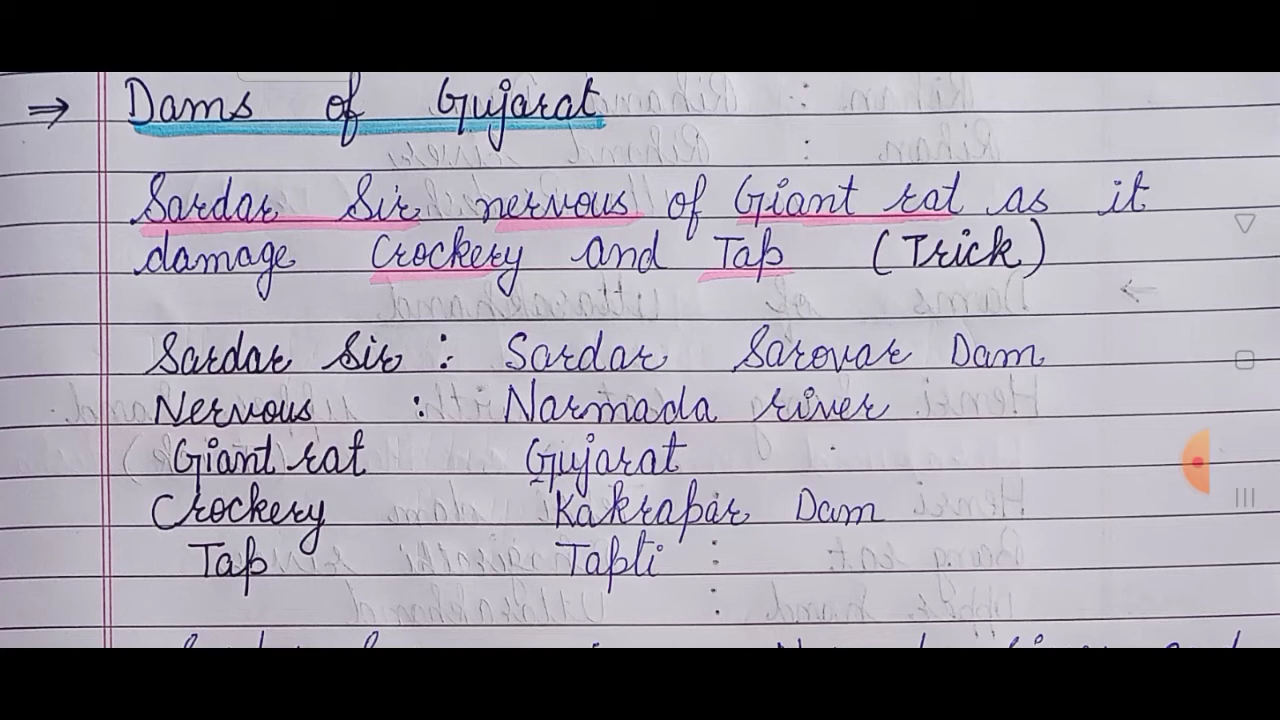 ⇒ Dams of Gujarat
Sardar Sir nervous of Giant rat as it
damage Crockery and Tap (Trick)
Sardar Sir : Sardar Sarovar Dam
Nervous : Narmada river
Giant rat Gujarat
Crockery Kakrapar Dam
Tap Tapti :